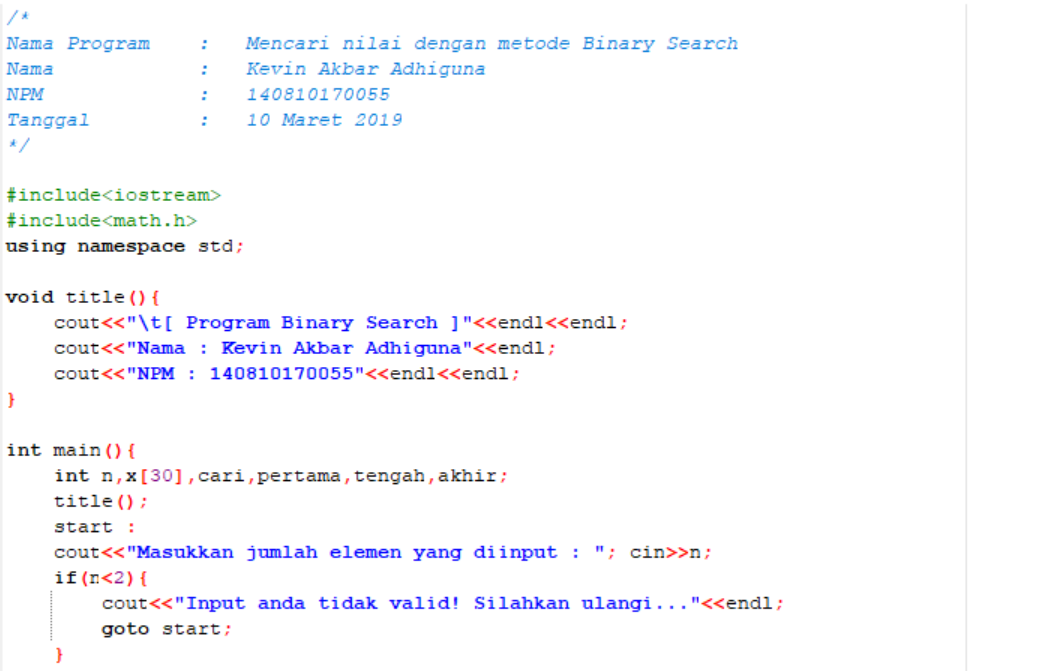 /*
Nama Program    :   Mencari nilai dengan metode Binary Search
Nama            :   Kevin Akbar Adhiguna
NPM             :   140810170055
Tanggal         :   10 Maret 2019
*/

#include<iostream>
#include<math.h>
using namespace std;

void title(){
    cout<<"\t[ Program Binary Search ]"<<endl<<endl;
    cout<<"Nama : Kevin Akbar Adhiguna"<<endl;
    cout<<"NPM : 140810170055"<<endl<<endl;
}

int main(){
    int n,x[30],cari,pertama,tengah,akhir;
    title();
    start :
    cout<<"Masukkan jumlah elemen yang diinput : "; cin>>n;
    if(n<2){
        cout<<"Input anda tidak valid! Silahkan ulangi..."<<endl;
        goto start;
    }